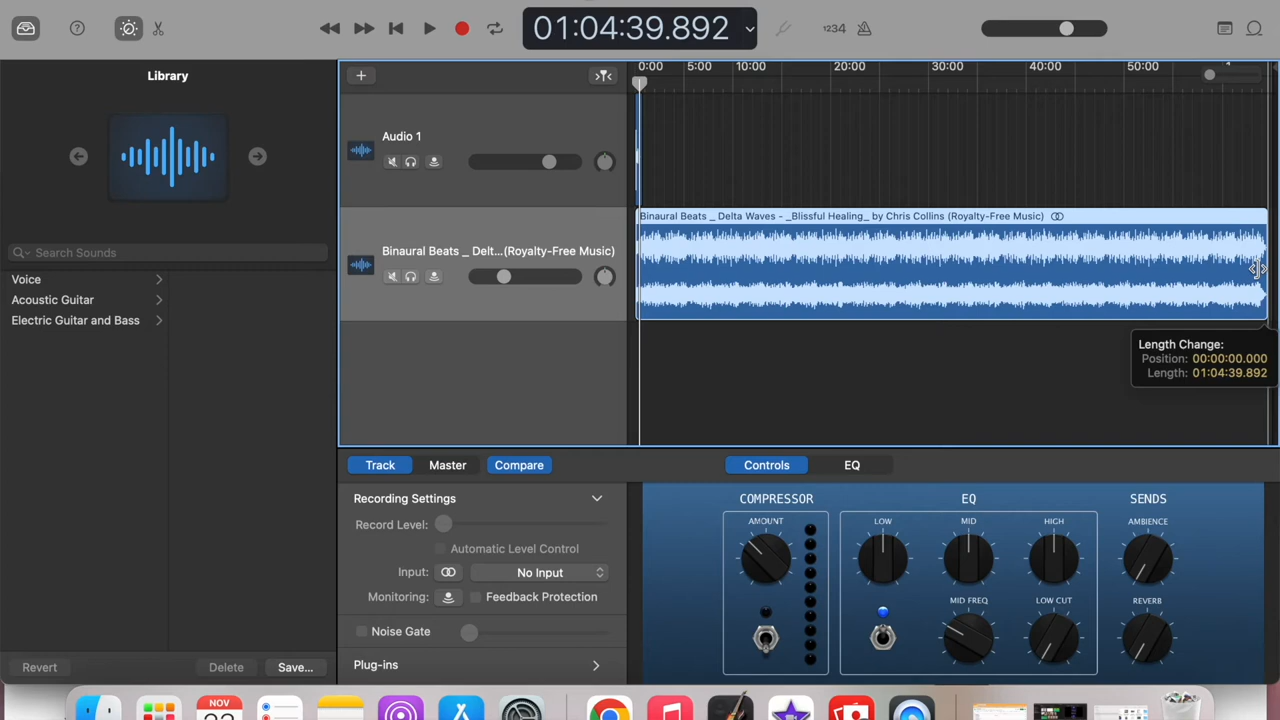 01:04:39.892
1234
Library
0:00 5:00 10:00 20:00 30:00 40:00 50:00 1
Audio 1
Binaural Beats _ Delta Waves - _Blissful Healing_ by Chris Collins (Royalty-Free Music)
Search Sounds
Binaural Beats _ Delt...(Royalty-Free Music)
Voice
Acoustic Guitar
Electric Guitar and Bass
Length Change:
Position: 00:00:00.000
Length: 01:04:39.892
Track Master Compare
Controls EQ
Recording Settings
Record Level:
Automatic Level Control
Input: No Input
Monitoring: Feedback Protection
Noise Gate
Plug-ins
COMPRESSOR EQ SENDS
AMOUNT LOW MID HIGH AMBIENCE
MID FREQ LOW CUT REVERB
Revert Delete Save...
NOV